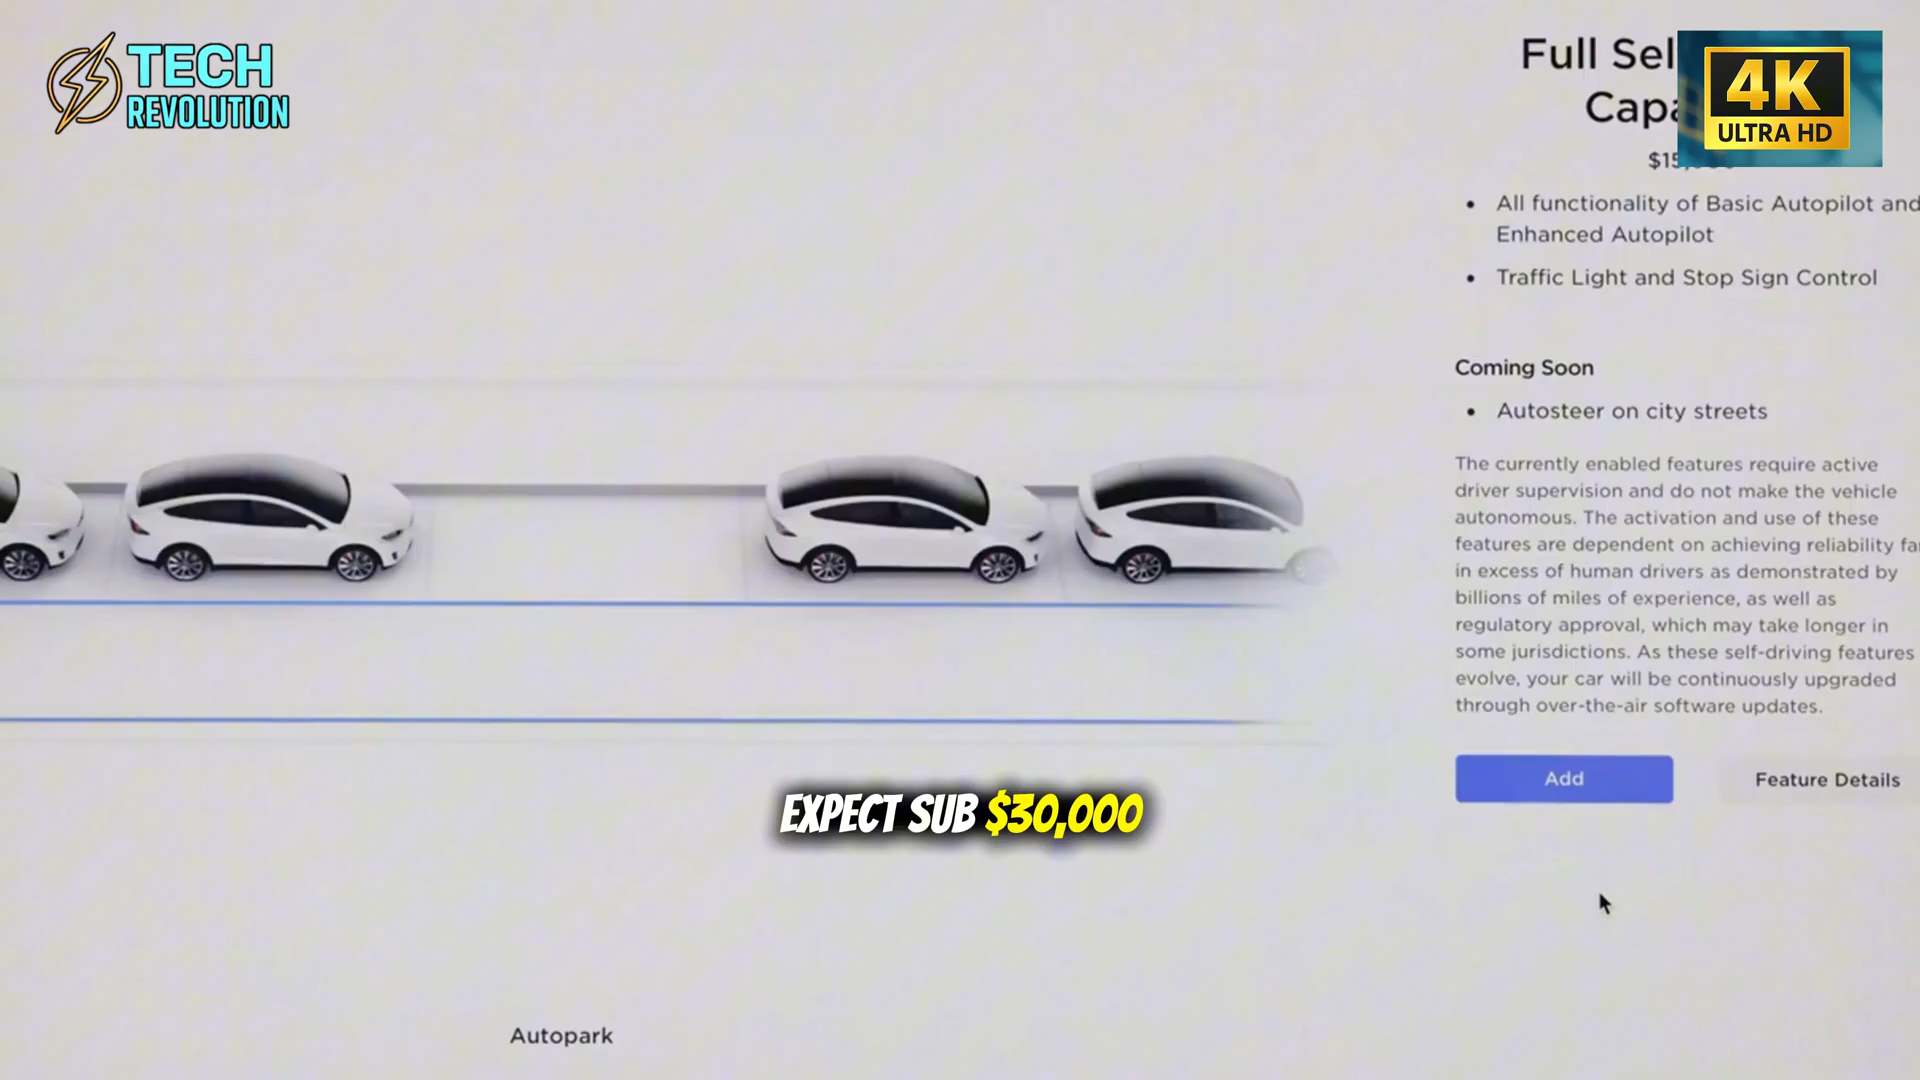 TECH
REVOLUTION
Full Sel
Capa
4K
ULTRA HD
• All functionality of Basic Autopilot and
Enhanced Autopilot
• Traffic Light and Stop Sign Control
Coming Soon
• Autosteer on city streets
The currently enabled features require active
driver supervision and do not make the vehicle
autonomous. The activation and use of these
features are dependent on achieving reliability far
in excess of human drivers as demonstrated by
billions of miles of experience, as well as
regulatory approval, which may take longer in
some jurisdictions. As these self-driving features
evolve, your car will be continuously upgraded
through over-the-air software updates.
Add
Feature Details
EXPECT SUB $30,000
Autopark